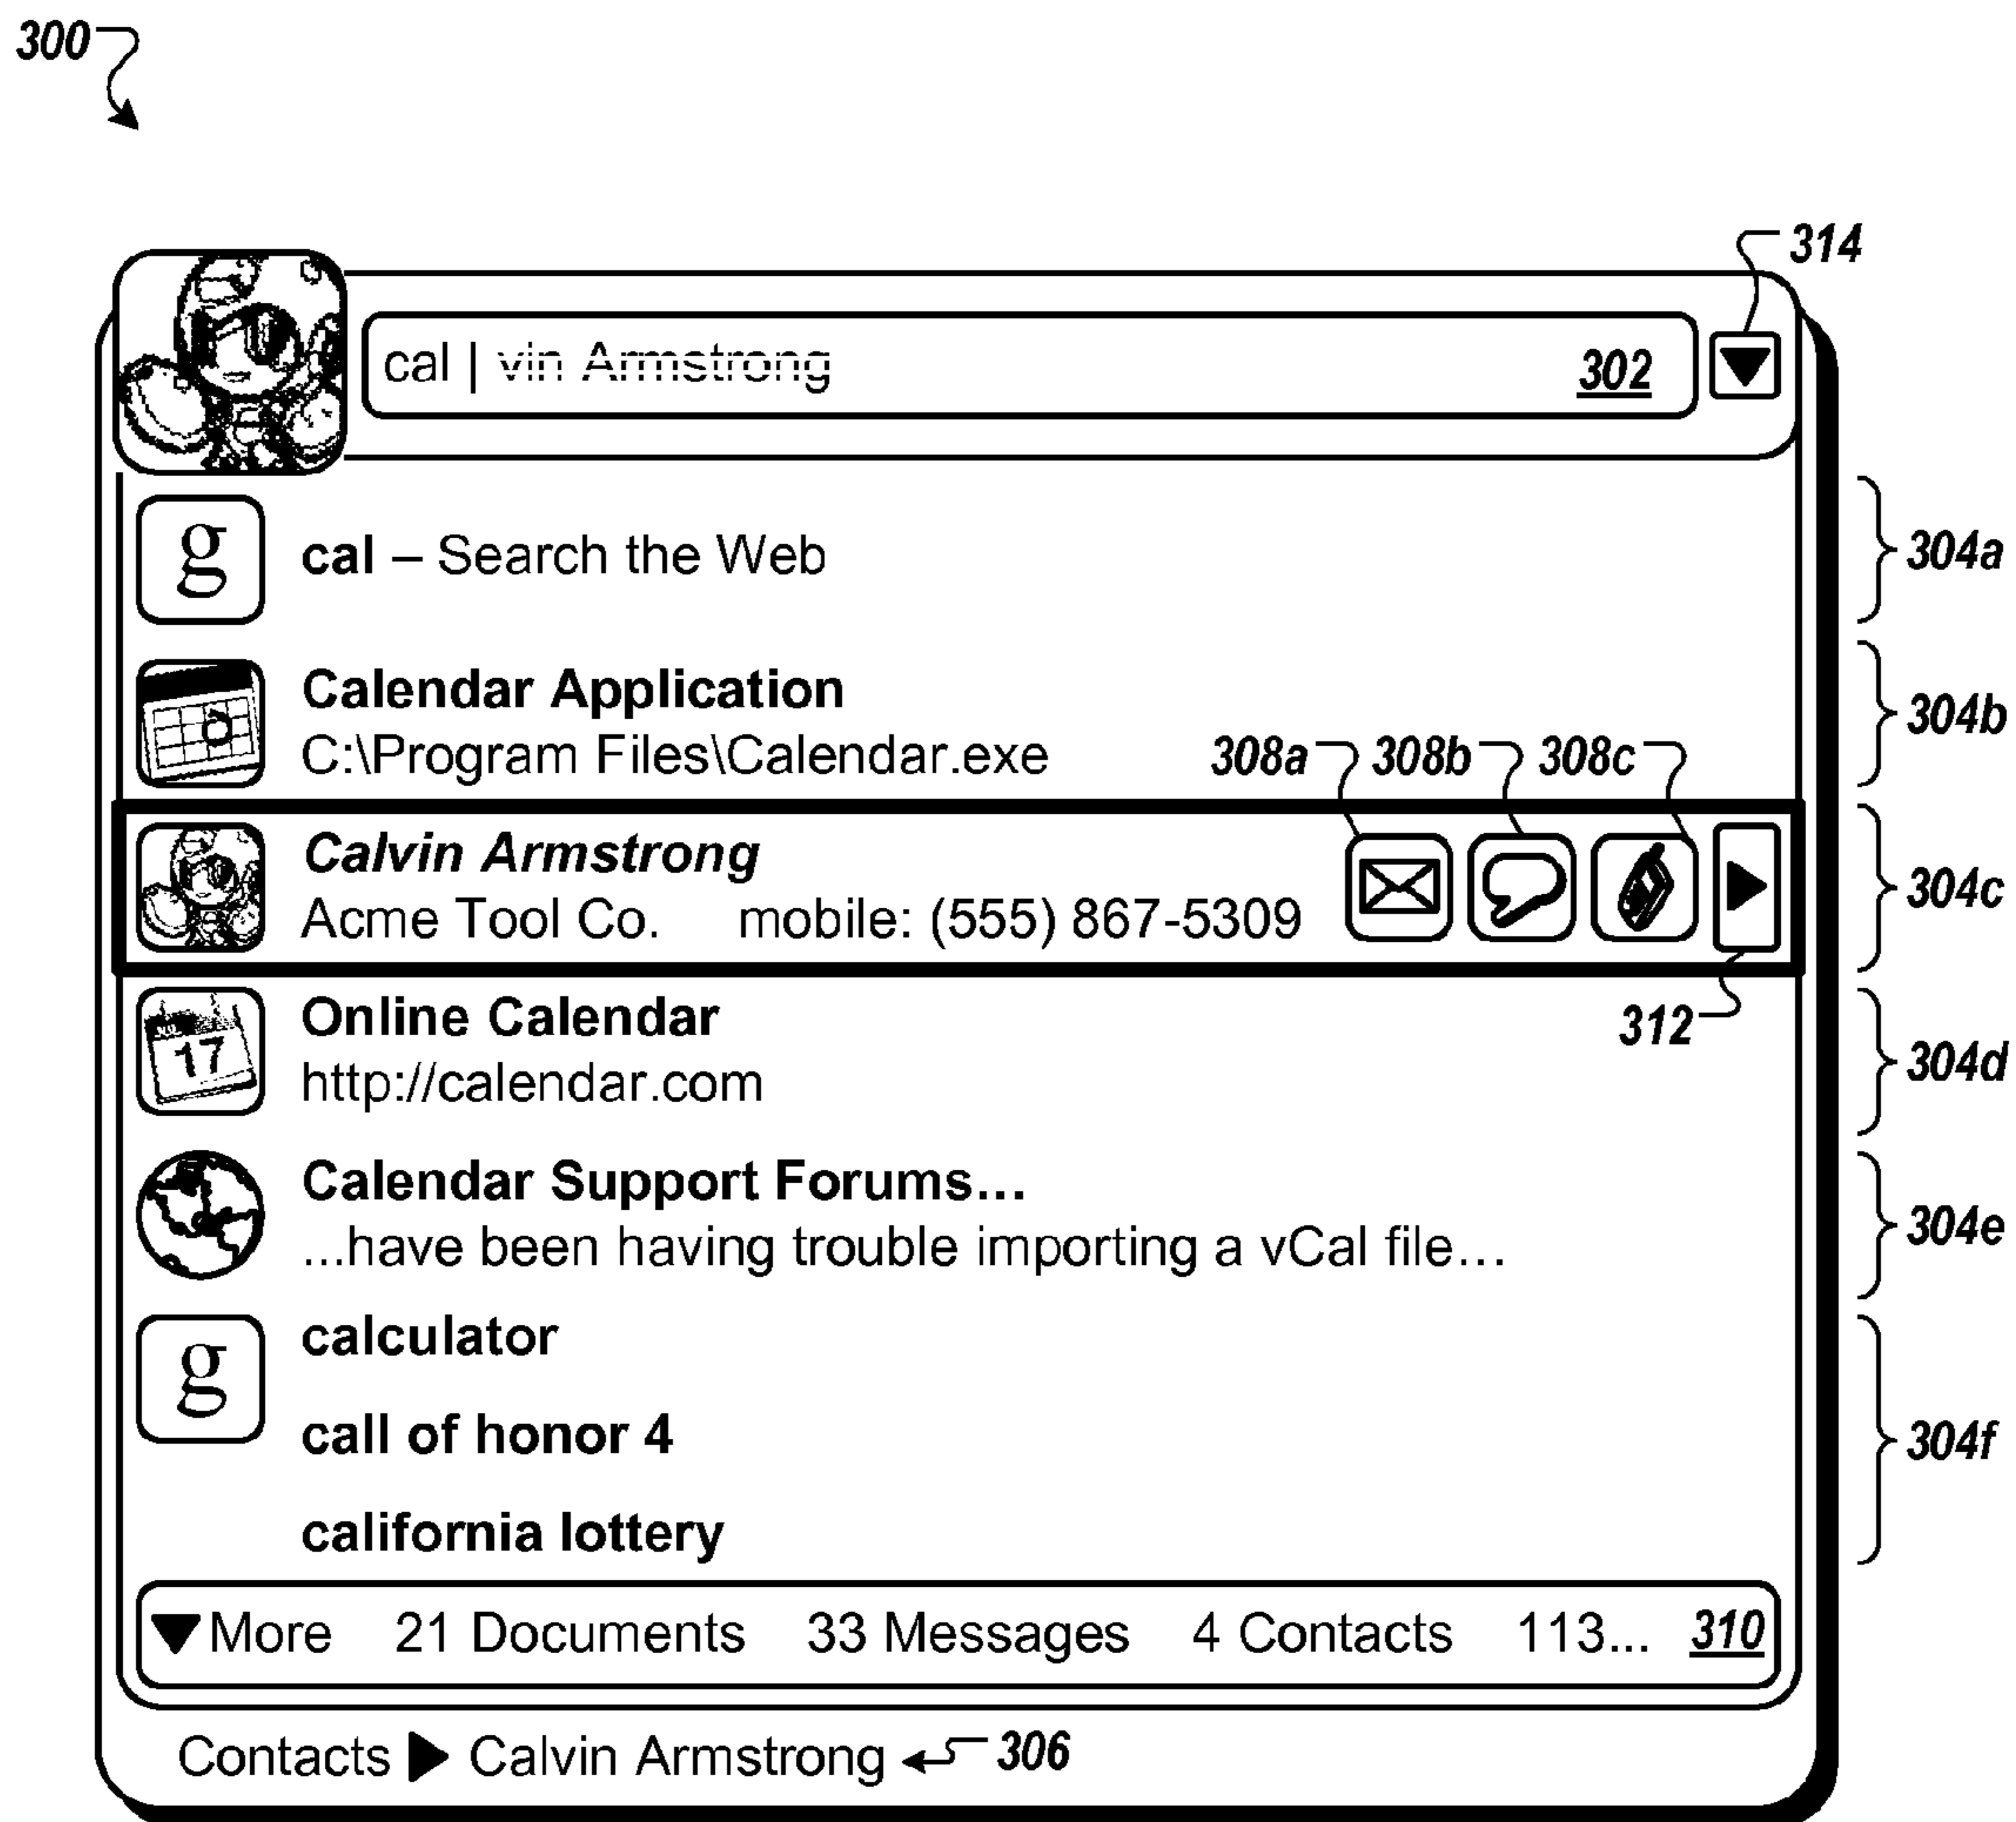 300
314
cal | vin Armstrong 302
g
cal – Search the Web
304a
Calendar Application
C:\Program Files\Calendar.exe
304b
308a 308b 308c
Calvin Armstrong
Acme Tool Co. mobile: (555) 867-5309
304c
312
17
Online Calendar
http://calendar.com
304d
Calendar Support Forums...
...have been having trouble importing a vCal file...
304e
g
calculator
call of honor 4
california lottery
304f
More 21 Documents 33 Messages 4 Contacts 113... 310
Contacts Calvin Armstrong 306